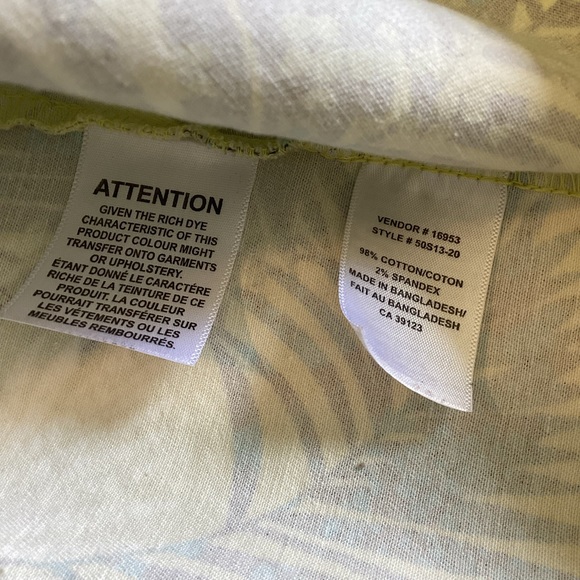 ATTENTION
GIVEN THE RICH DYE
CHARACTERISTIC OF THIS
PRODUCT COLOUR MIGHT
TRANSFER ONTO GARMENTS
OR UPHOLSTERY.
ÉTANT DONNÉ LE CARACTÉRE
RICHE DE LA TEINTURE DE CE
PRODUIT. LA COULEUR
POURRAIT TRANSFÉRER SUR
LES VÊTEMENTS OU LES
MEUBLES REMBOURRÉS.
VENDOR # 16953
STYLE # 50S13-20
98% COTTON/COTON
2% SPANDEX
MADE IN BANGLADESH/
FAIT AU BANGLADESH
CA 39123